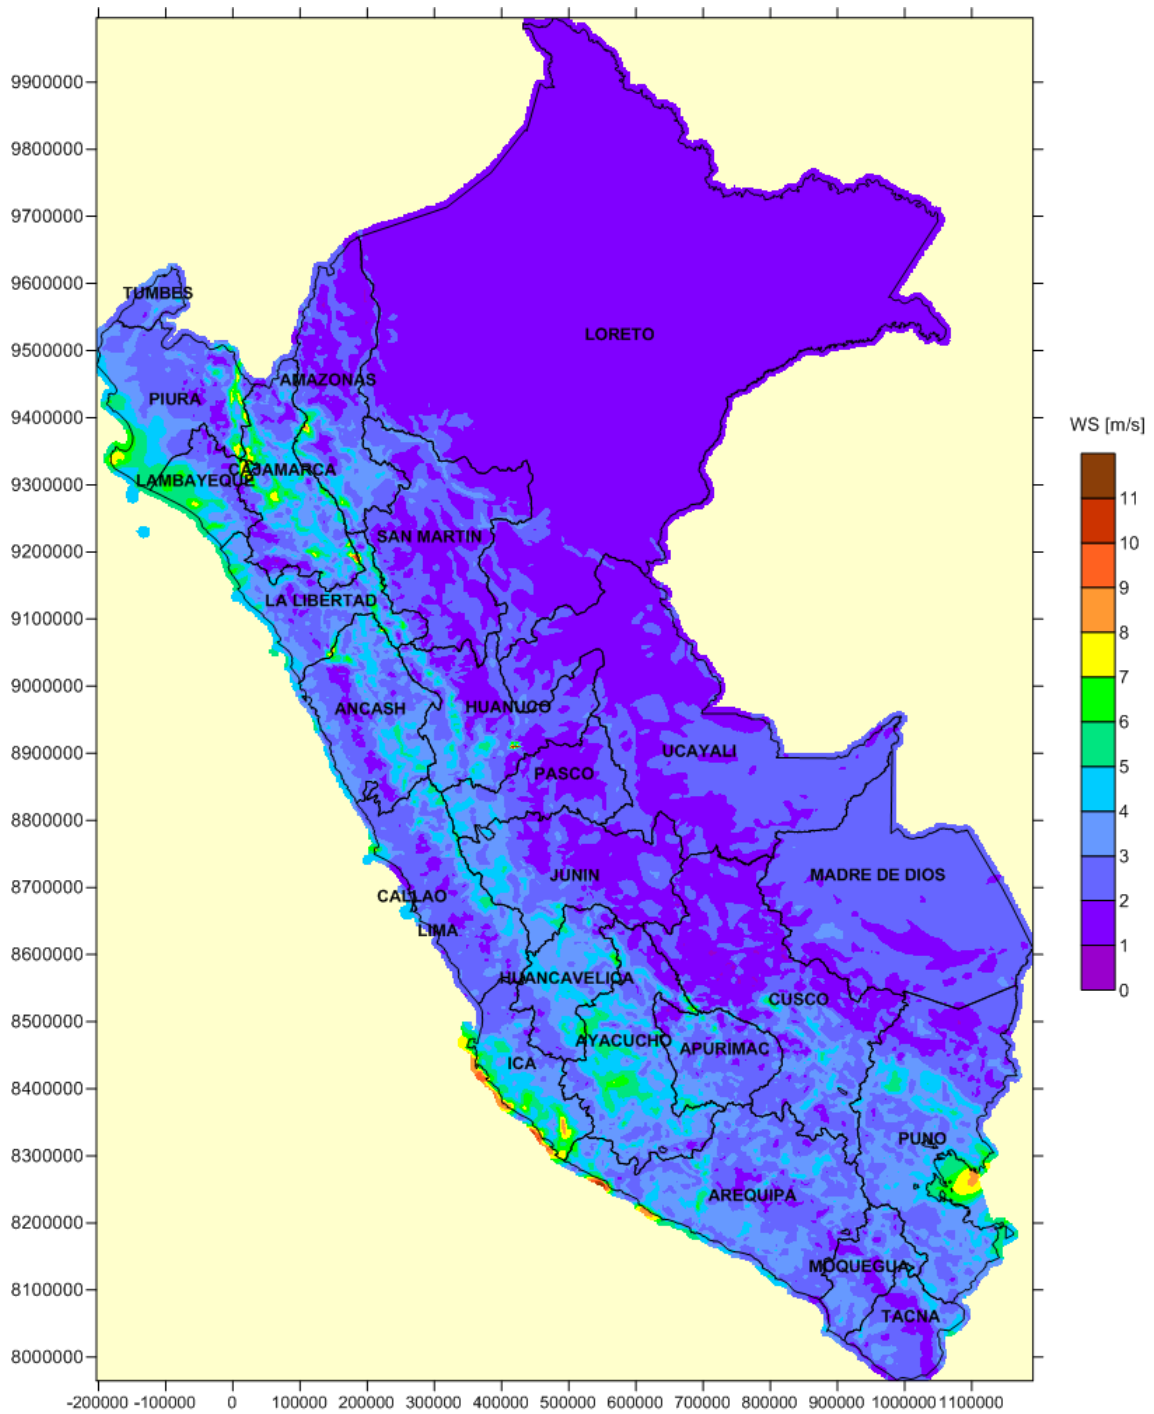 9900000
9800000
9700000
9600000
TUMBES
9500000
LORETO
AMAZONAS
PIURA
9400000
WS [m/s]
CAJAMARCA
LAMBAYEQUE
9300000
11
SAN MARTIN
10
9200000
9
LA LIBERTAD
9100000
8
7
9000000
ANCASH
HUANUCO
6
UCAYALI
8900000
PASCO
5
8800000
4
3
JUNIN
MADRE DE DIOS
8700000
CALLAO
2
LIMA
1
8600000
HUANCAVELICA
0
CUSCO
8500000
AYACUCHO
APURIMAC
ICA
8400000
PUNO
8300000
AREQUIPA
8200000
MOQUEGUA
8100000
TACNA
8000000
-200000 -100000 0 100000 200000 300000 400000 500000 600000 700000 800000 900000 1000000 1100000